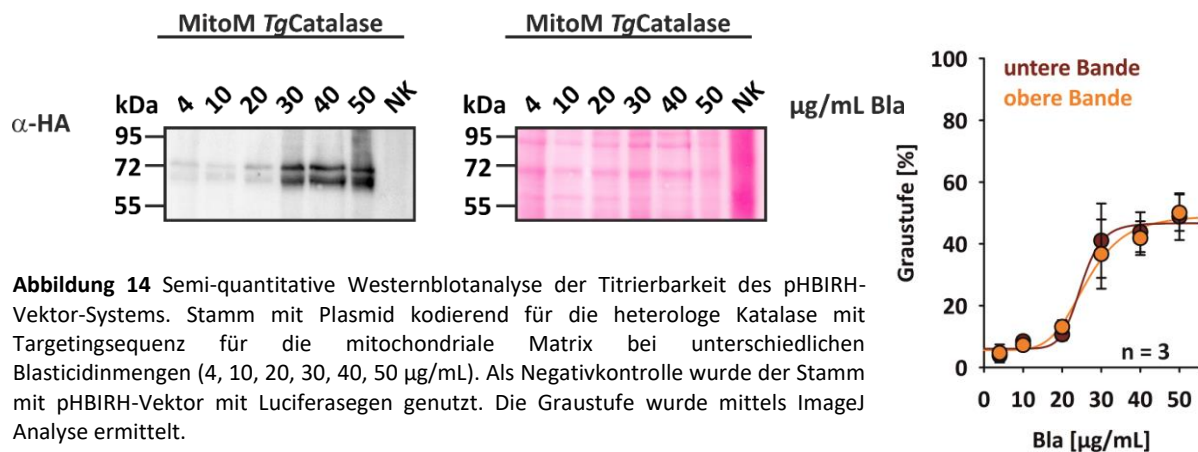 MitoM TgCatalase
kDa 4 10 20 30 40 50 NK
α-HA
95
72
55
MitoM TgCatalase
kDa 4 10 20 30 40 50 NK
µg/mL Bla
95
72
55
Abbildung 14 Semi-quantitative Westernblotanalyse der Titrierbarkeit des pHBIRH-
Vektor-Systems. Stamm mit Plasmid kodierend für die heterologe Katalase mit
Targetingsequenz für die mitochondriale Matrix bei unterschiedlichen
Blasticidinmengen (4, 10, 20, 30, 40, 50 µg/mL). Als Negativkontrolle wurde der Stamm
mit pHBIRH-Vektor mit Luciferasegen genutzt. Die Graustufe wurde mittels ImageJ
Analyse ermittelt.
untere Bande
obere Bande
Graustufe [%]
100
80
60
40
20
0
n = 3
0 10 20 30 40 50
Bla [µg/mL]